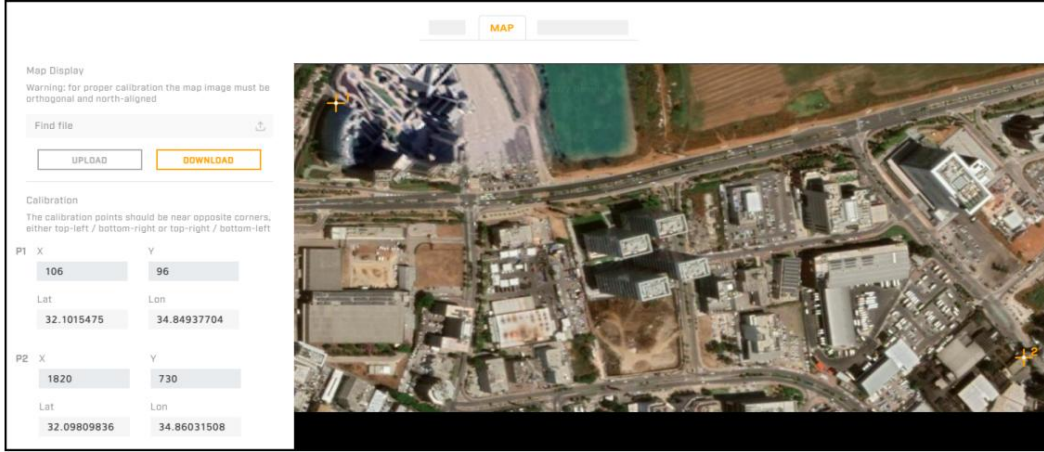 MAP
Map Display
Warning: for proper calibration the map image must be
orthogonal and north-aligned
Find file
UPLOAD DOWNLOAD
Calibration
The calibration points should be near opposite corners,
either top-left / bottom-right or top-right / bottom-left
P1 X Y
106 96
Lat Lon
32.1015475 34.84937704
P2 X Y
1820 730
Lat Lon
32.09809836 34.86031508
1
2